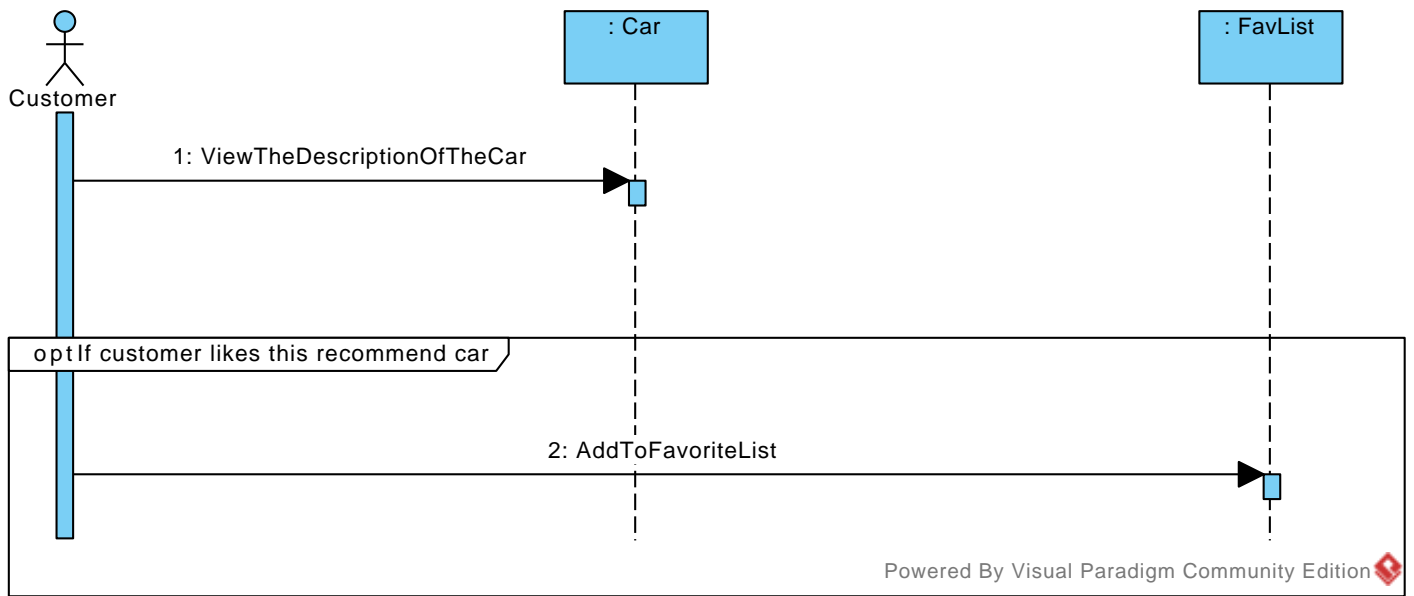 : Car
: FavList
Customer
1: ViewTheDescriptionOfTheCar
opt If customer likes this recommend car
2: AddToFavoriteList
Powered By Visual Paradigm Community Edition